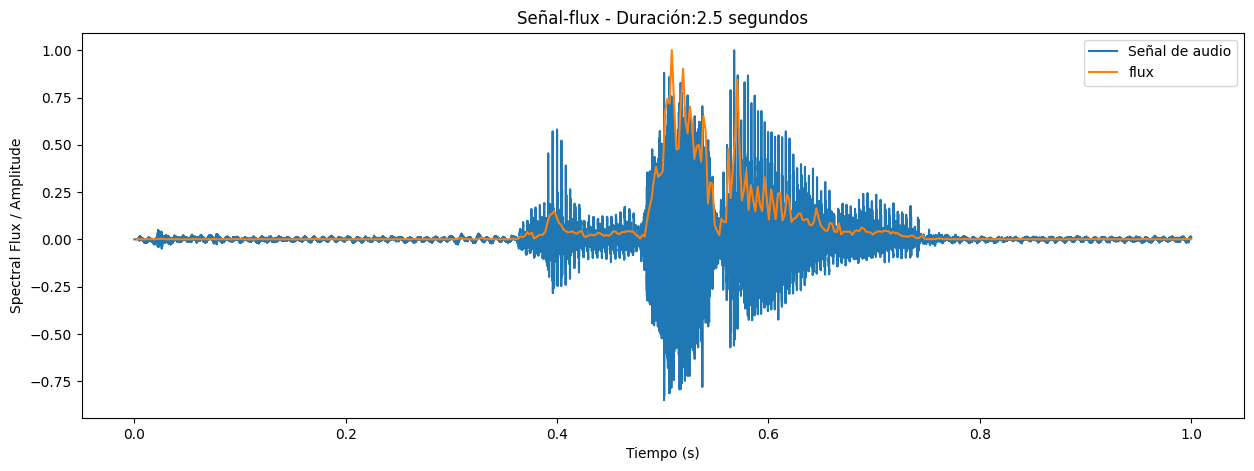 Señal-flux - Duración:2.5 segundos
Señal de audio
flux
Spectral Flux / Amplitude
1.00
0.75
0.50
0.25
0.00
−0.25
−0.50
−0.75
0.0 0.2 0.4 0.6 0.8 1.0
Tiempo (s)